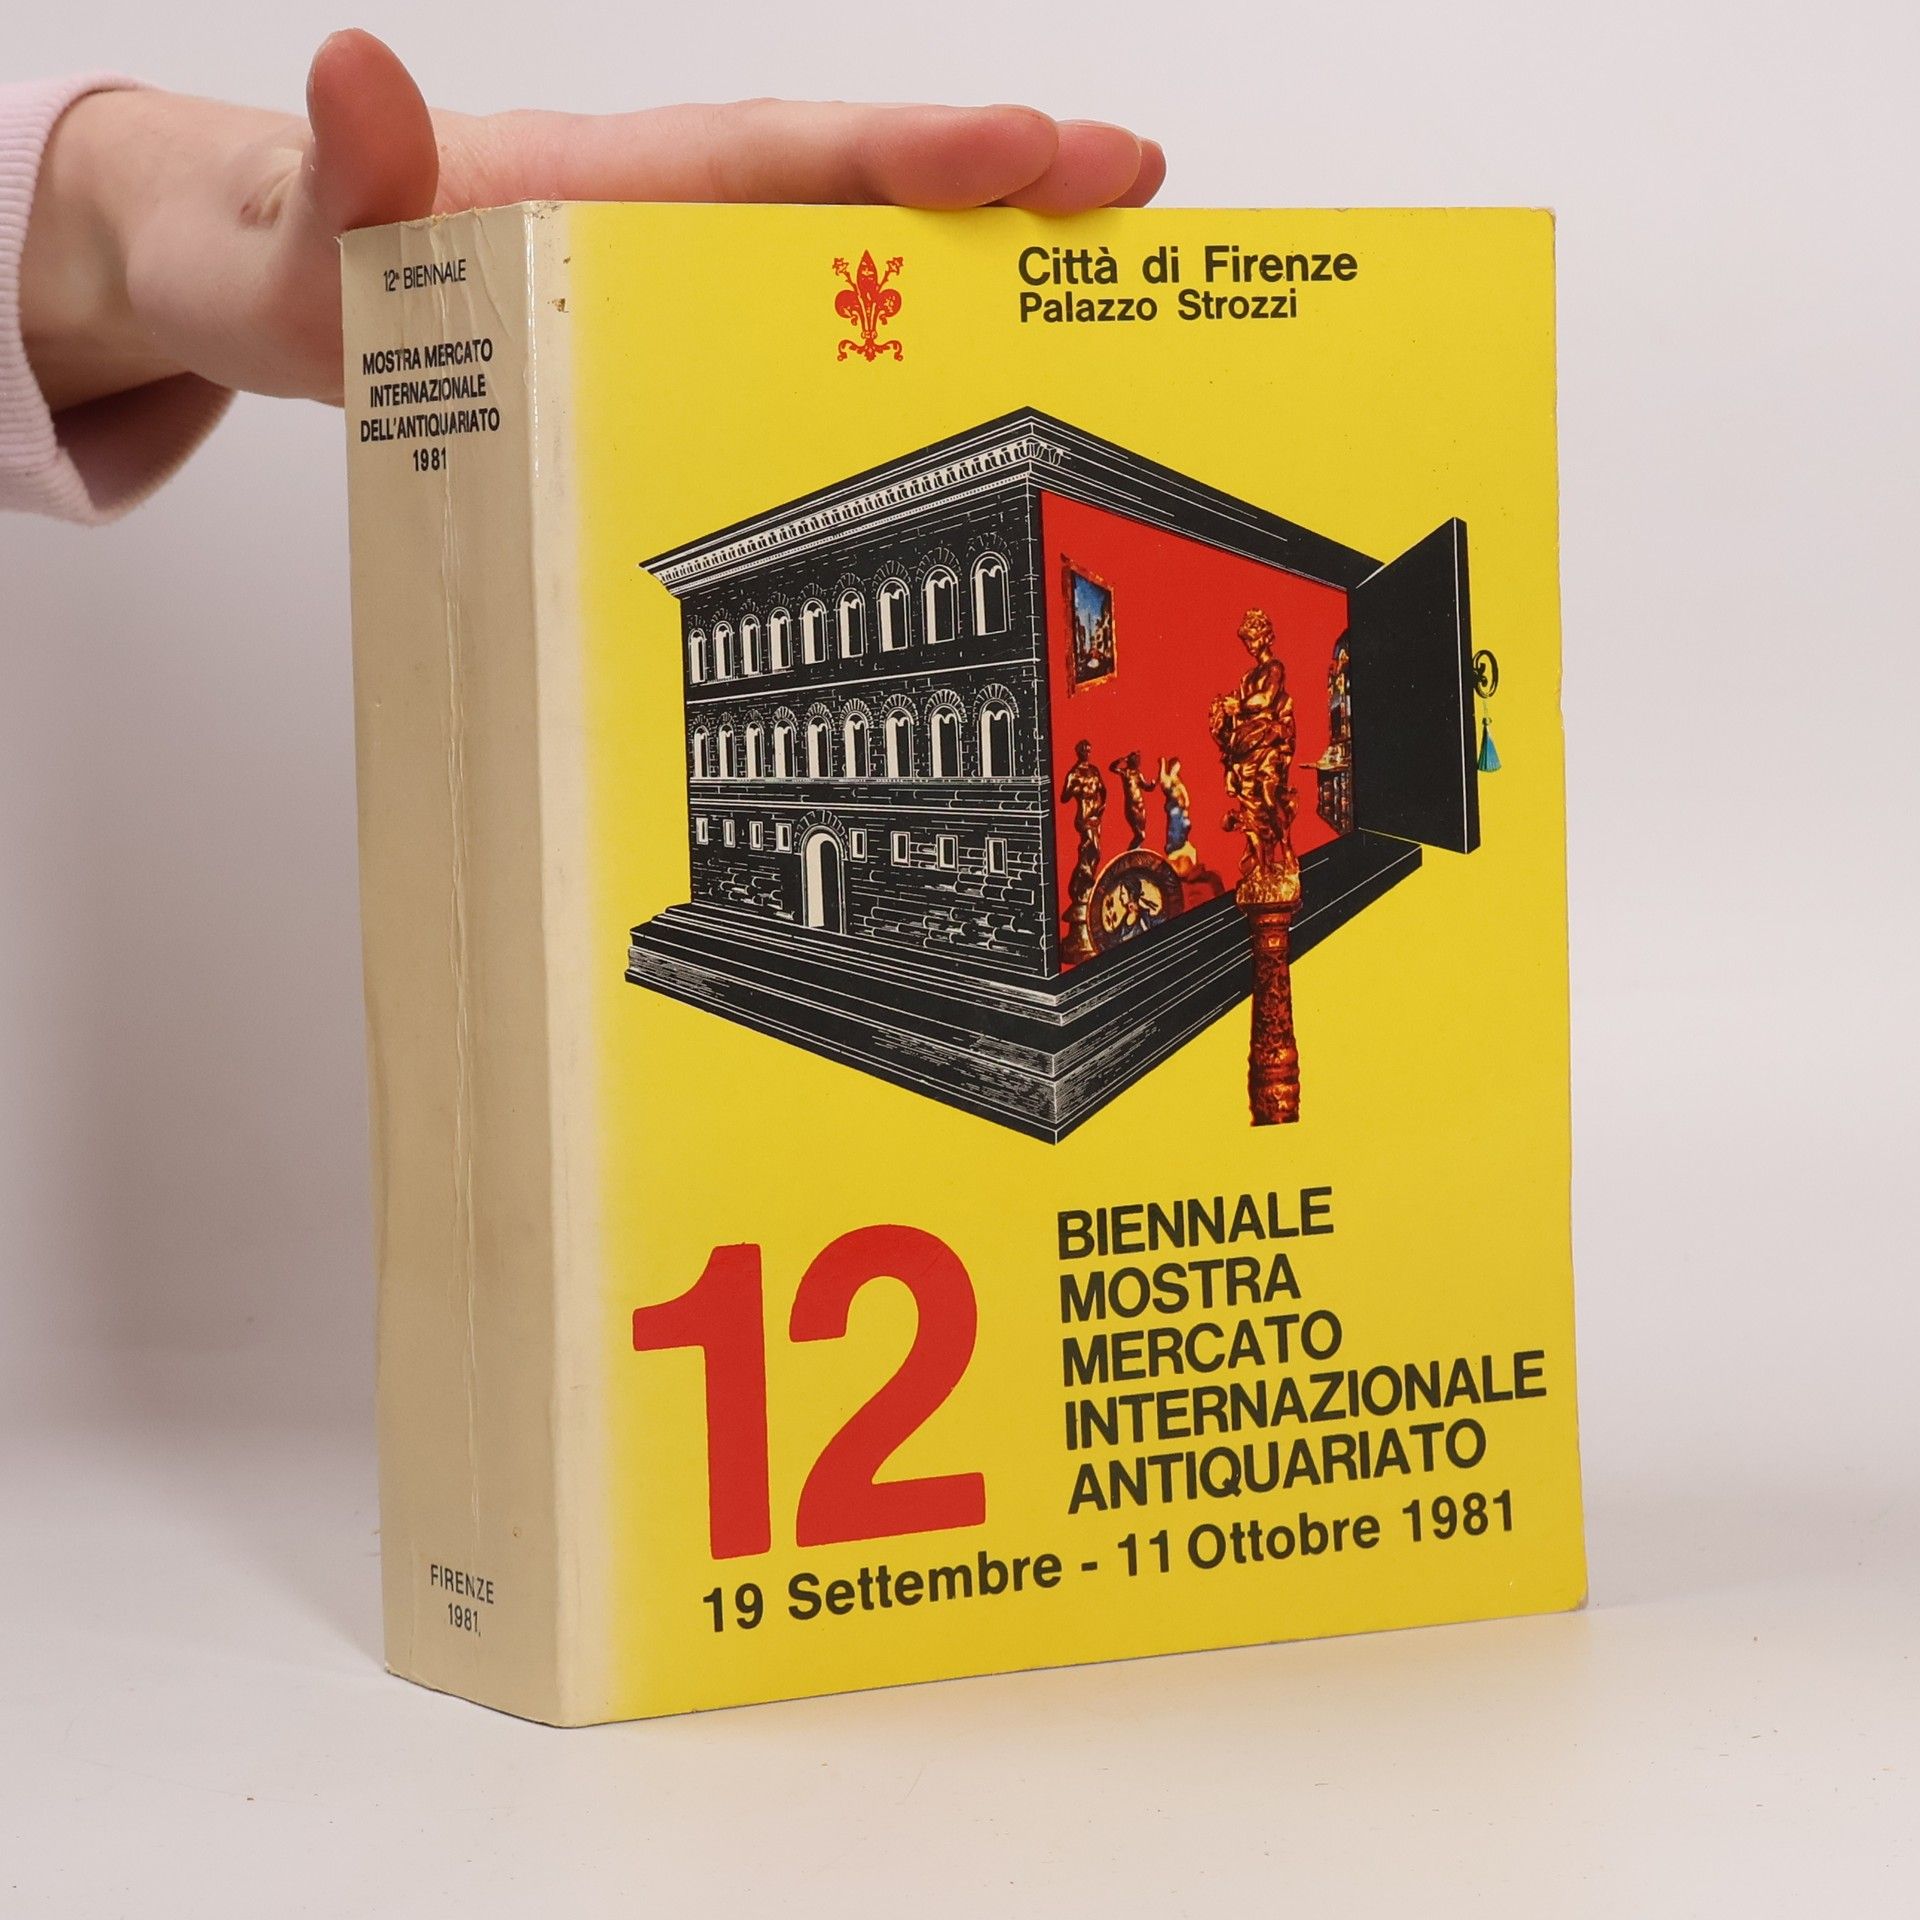 12ª BIENNALE
MOSTRA MERCATO
INTERNAZIONALE
DELL'ANTIQUARIATO
1981
FIRENZE
1981
Città di Firenze
Palazzo Strozzi
12
BIENNALE
MOSTRA
MERCATO
INTERNAZIONALE
ANTIQUARIATO
19 Settembre - 11 Ottobre 1981